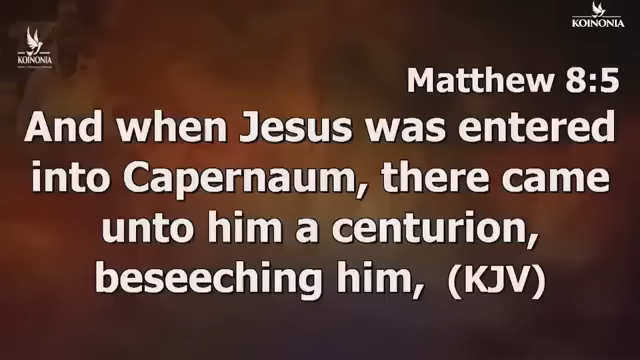 KOINONIA
KOINONIA
Matthew 8:5
And when Jesus was entered
into Capernaum, there came
unto him a centurion,
beseeching him, (KJV)